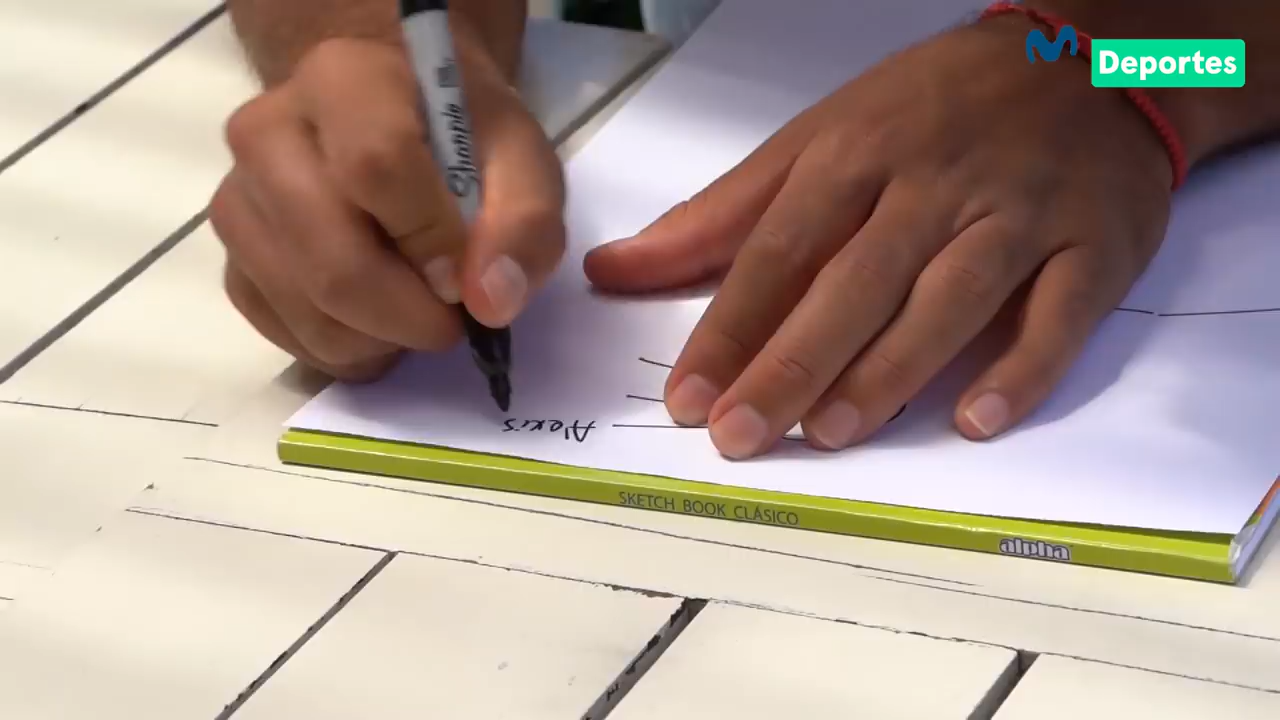 Deportes
Sharpie
Alexis
SKETCH BOOK CLÁSICO
alpha